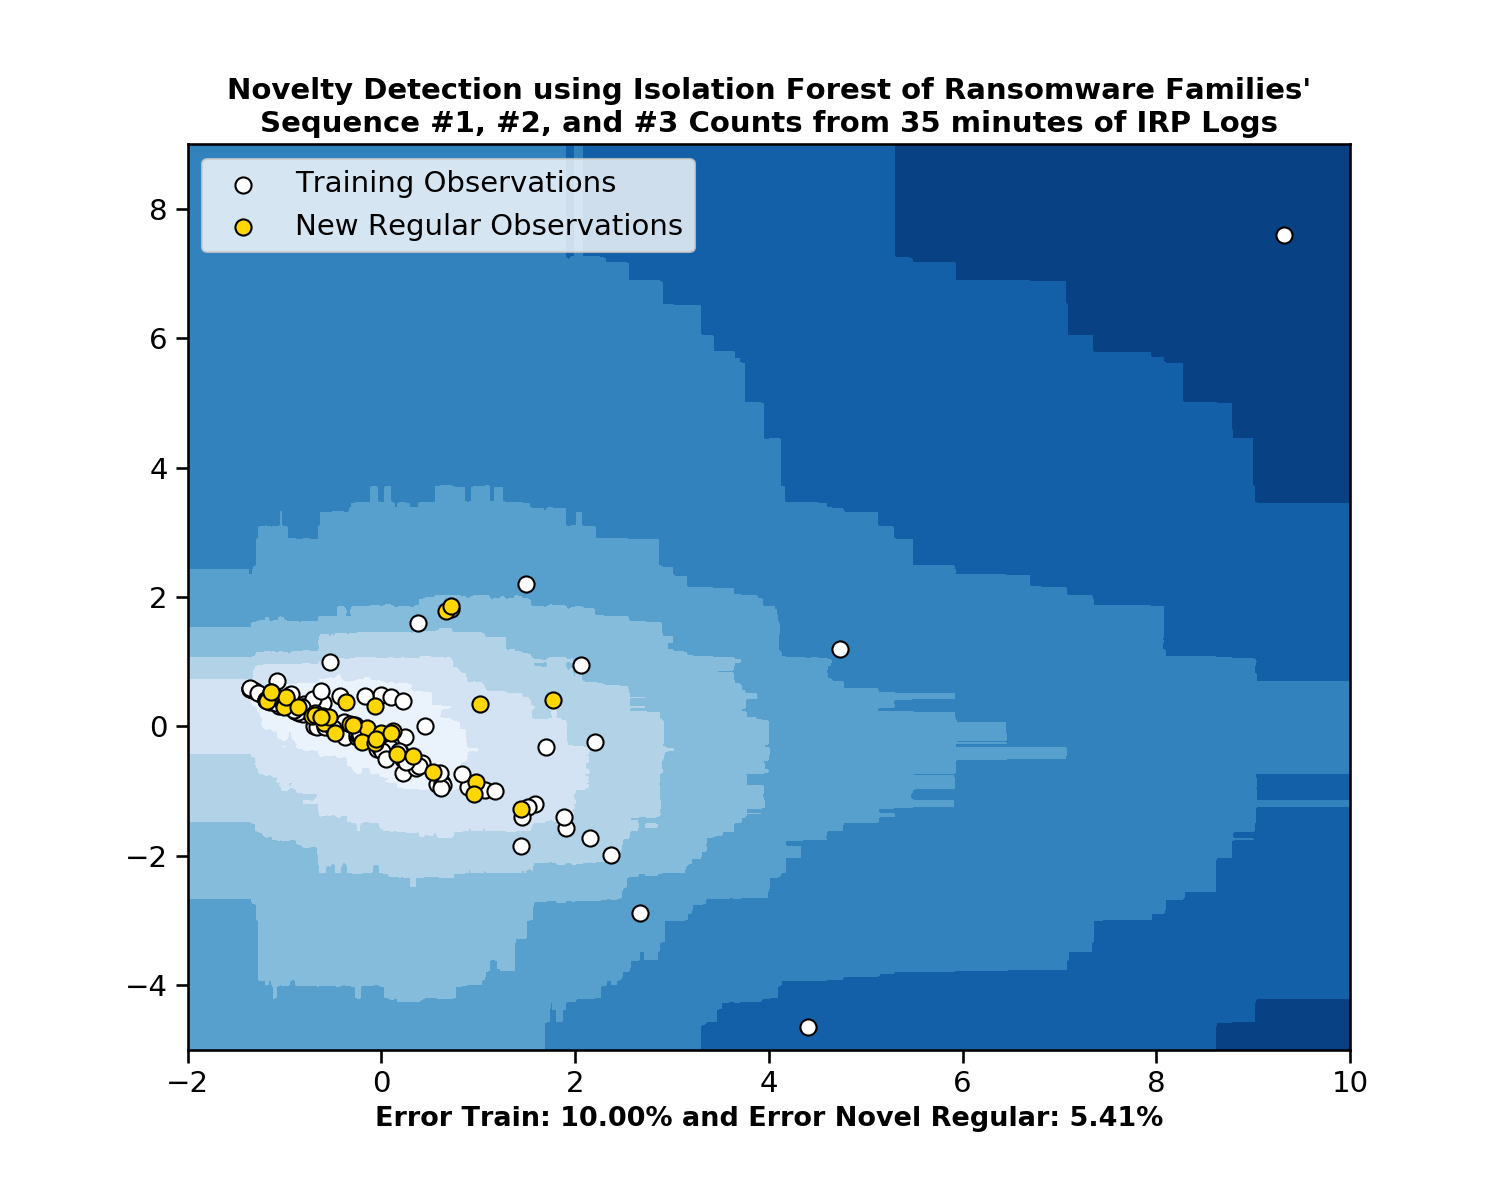 Novelty Detection using Isolation Forest of Ransomware Families'
Sequence #1, #2, and #3 Counts from 35 minutes of IRP Logs
Training Observations
New Regular Observations
8
6
4
2
0
−2
−4
−2 0 2 4 6 8 10
Error Train: 10.00% and Error Novel Regular: 5.41%